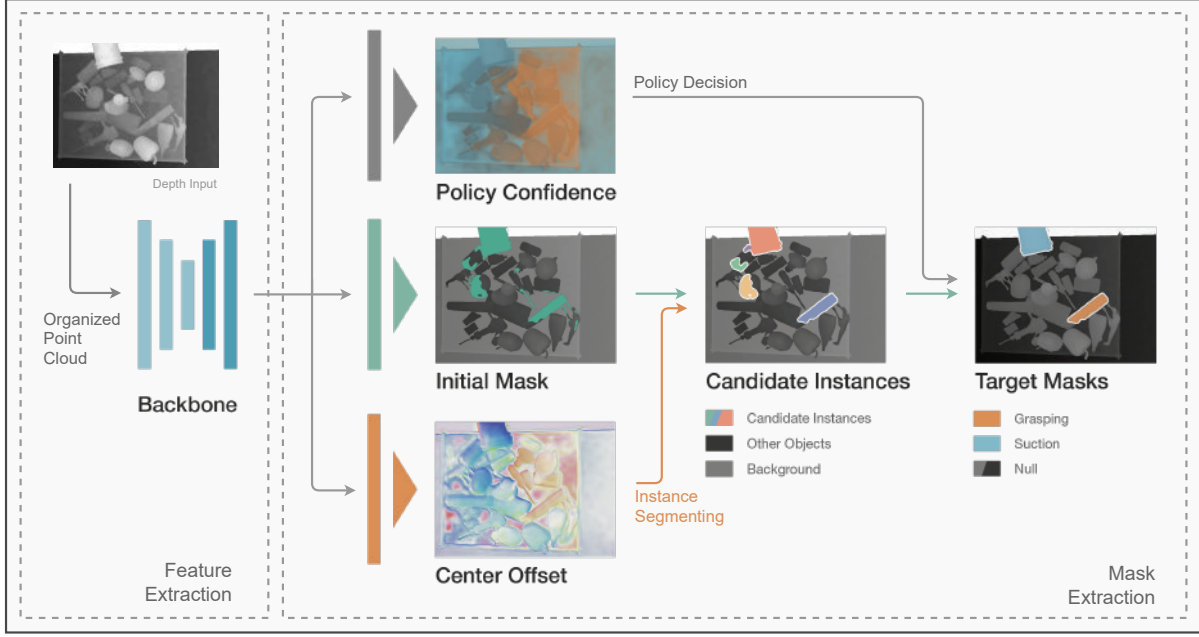 Depth Input
Organized
Point
Cloud
Backbone
Feature
Extraction
Policy Confidence
Policy Decision
Initial Mask
Center Offset
Instance
Segmenting
Candidate Instances
Candidate Instances
Other Objects
Background
Target Masks
Grasping
Suction
Null
Mask
Extraction